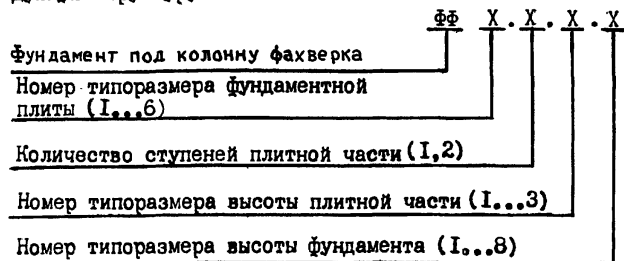 ФФ X.X.X.X
Фундамент под колонну фахверка
Номер типоразмера фундаментной
плиты (I...6)
Количество ступеней плитной части (I,2)
Номер типоразмера высоты плитной части (I...3)
Номер типоразмера высоты фундамента (I...8)